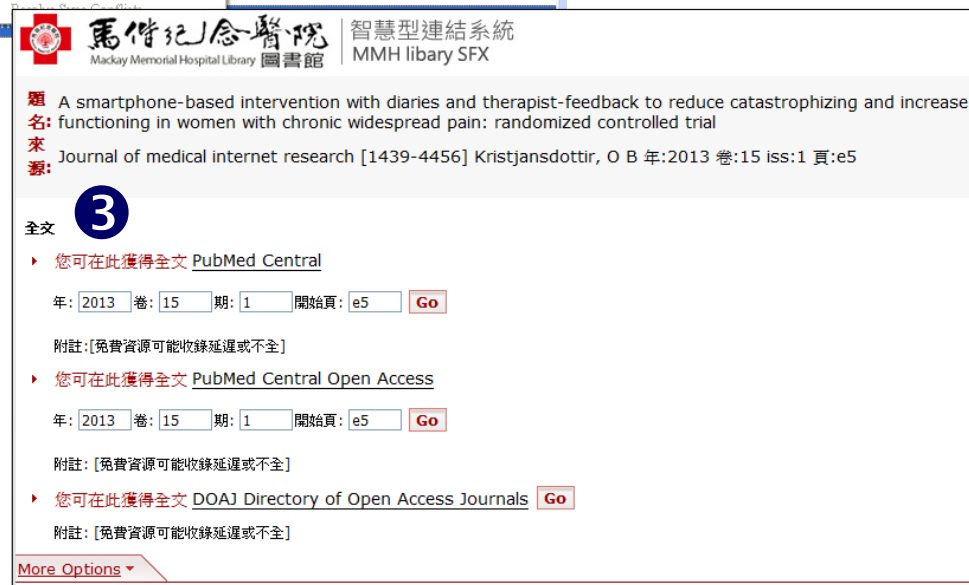 Resolve Some Conflicts
馬偕紀念醫院 智慧型連結系統
Mackay Memorial Hospital Library 圖書館 MMH libary SFX
題名: A smartphone-based intervention with diaries and therapist-feedback to reduce catastrophizing and increase
functioning in women with chronic widespread pain: randomized controlled trial
來源: Journal of medical internet research [1439-4456] Kristjansdottir, O B 年:2013 卷:15 iss:1 頁:e5
3
全文
您可在此獲得全文 PubMed Central
年: 2013 卷: 15 期: 1 開始頁: e5 Go
附註:[免費資源可能收錄延遲或不全]
您可在此獲得全文 PubMed Central Open Access
年: 2013 卷: 15 期: 1 開始頁: e5 Go
附註: [免費資源可能收錄延遲或不全]
您可在此獲得全文 DOAJ Directory of Open Access Journals Go
附註: [免費資源可能收錄延遲或不全]
More Options